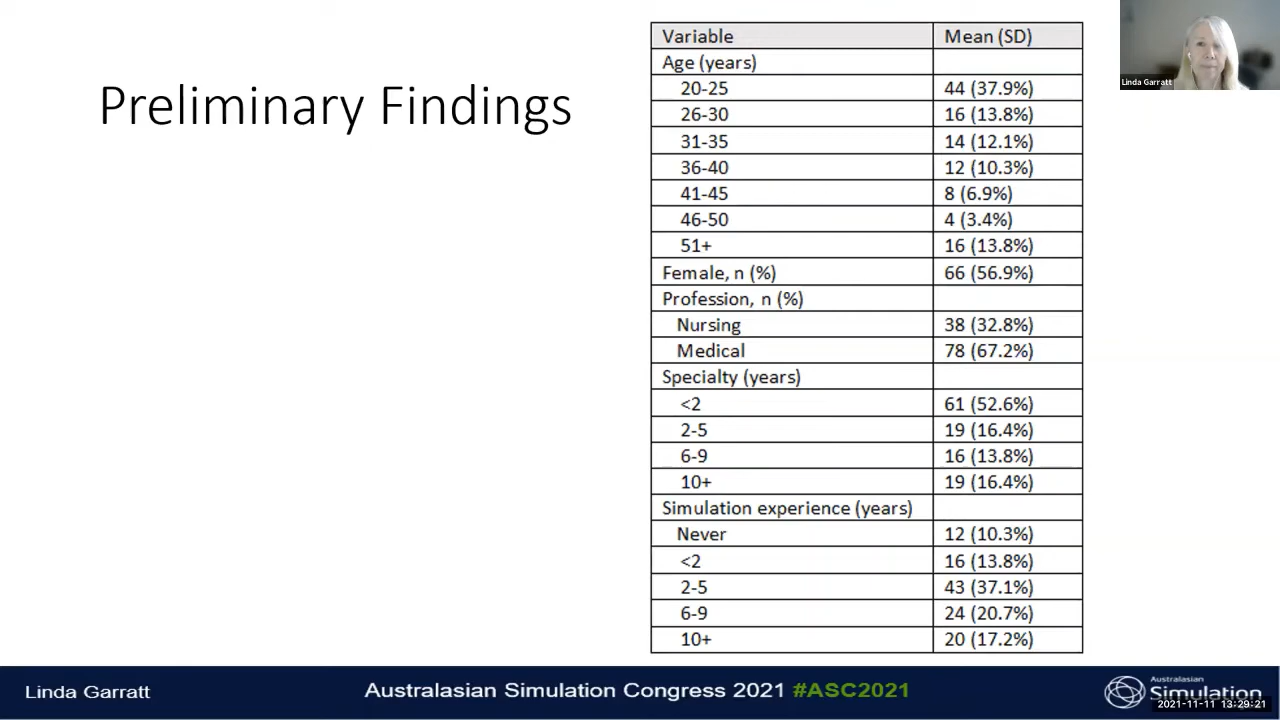 Preliminary Findings
Variable Mean (SD)
Age (years)
20-25 44 (37.9%)
26-30 16 (13.8%)
31-35 14 (12.1%)
36-40 12 (10.3%)
41-45 8 (6.9%)
46-50 4 (3.4%)
51+ 16 (13.8%)
Female, n (%) 66 (56.9%)
Profession, n (%)
Nursing 38 (32.8%)
Medical 78 (67.2%)
Specialty (years)
<2 61 (52.6%)
2-5 19 (16.4%)
6-9 16 (13.8%)
10+ 19 (16.4%)
Simulation experience (years)
Never 12 (10.3%)
<2 16 (13.8%)
2-5 43 (37.1%)
6-9 24 (20.7%)
10+ 20 (17.2%)
Linda Garratt
Linda Garratt
Australasian Simulation Congress 2021 #ASC2021
Australasian
Simulation
2021-11-11 13:29:21